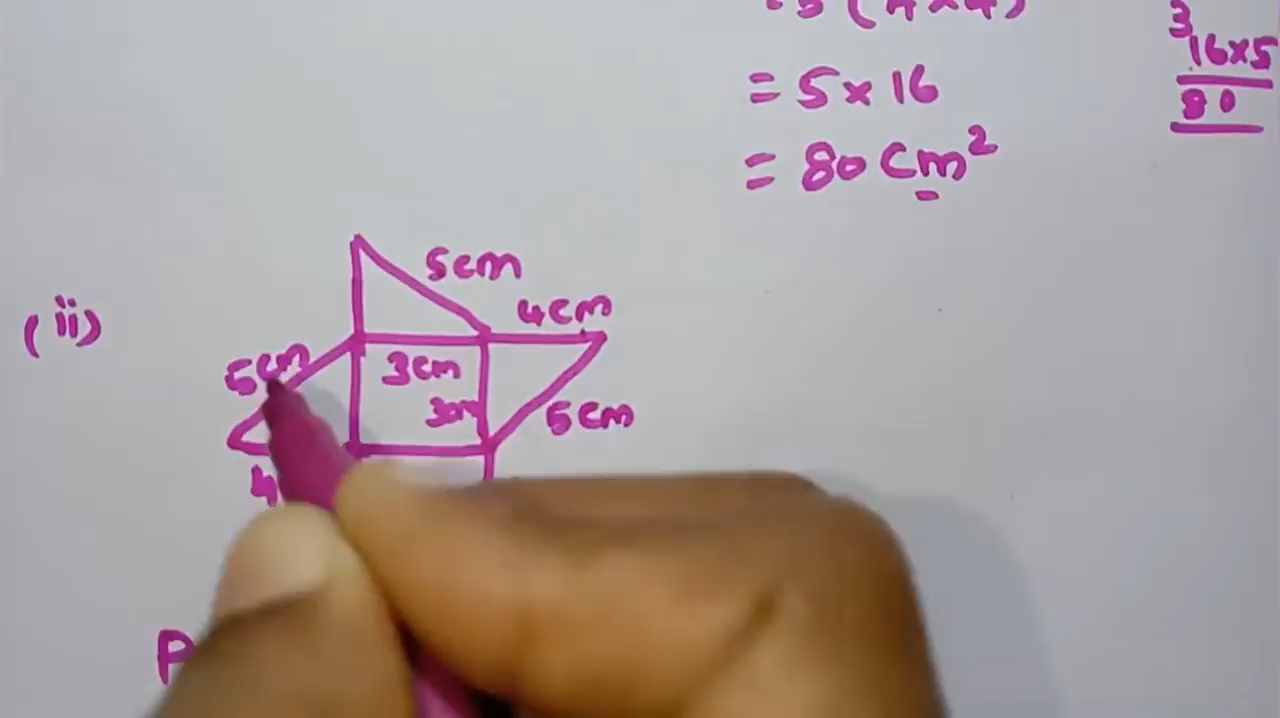 = 5 × 16
= 80 cm²
16×5
3
80
(ii)
5cm
4cm
5cm
3cm
3cm
5cm
4
P